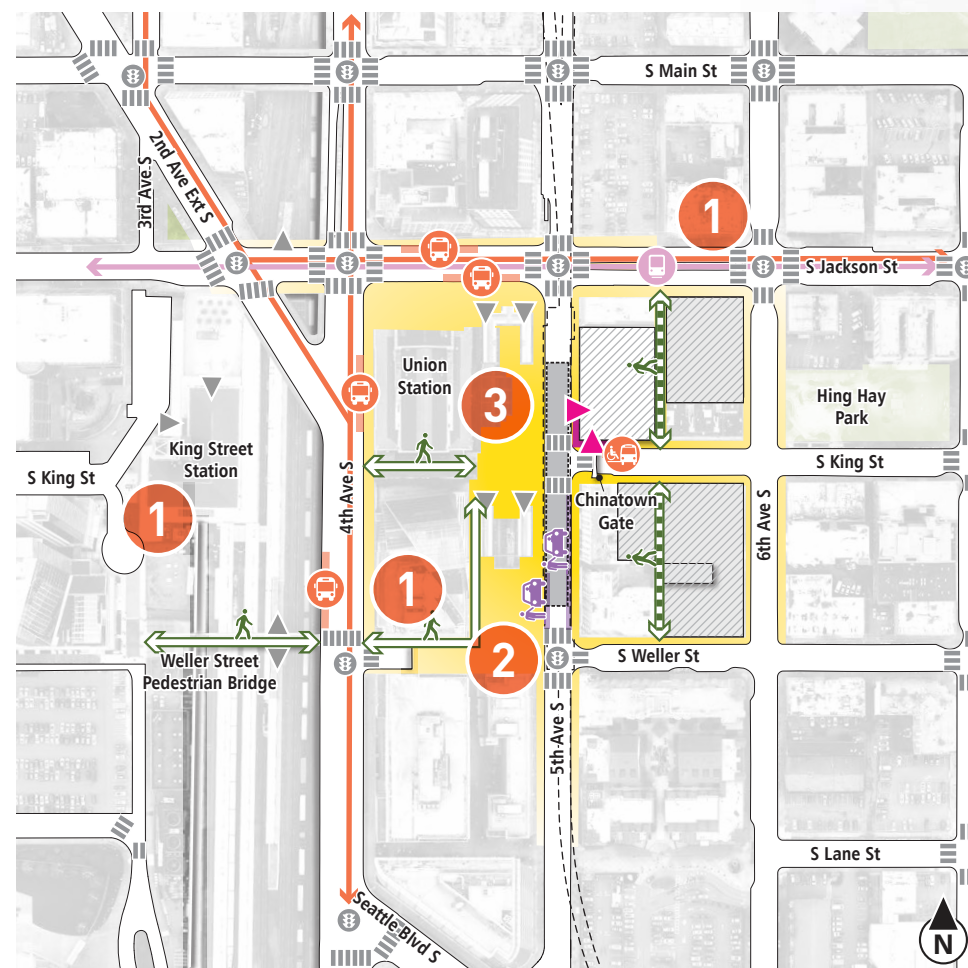 S Main St
3rd Ave S
2nd Ave Ext S
1
S Jackson St
Union
Station
3
Hing Hay
Park
King Street
Station
S King St
S King St
4th Ave S
Chinatown
Gate
6th Ave S
1
1
2
S Weller St
Weller Street
Pedestrian Bridge
5th Ave S
S Lane St
Seattle Blvd S
N